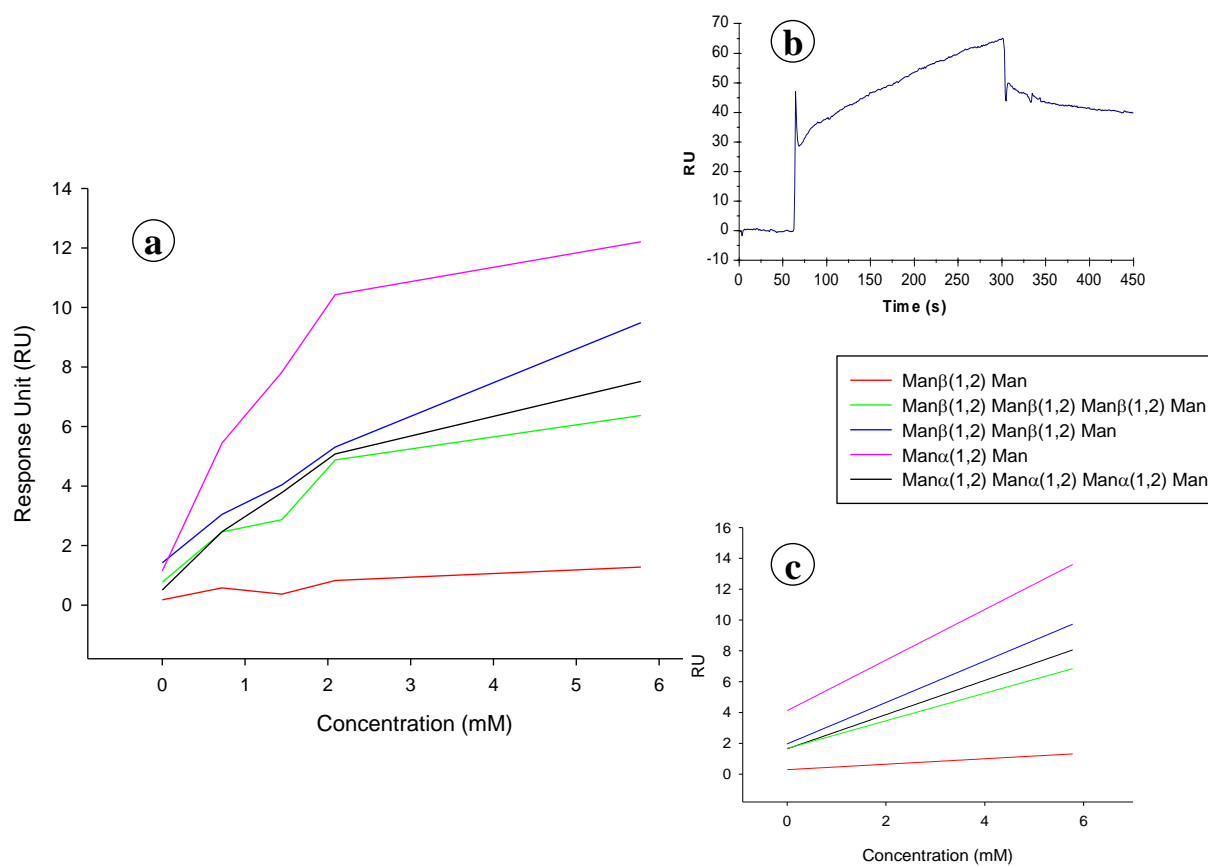 a
14
12
10
8
6
4
2
0
Response Unit (RU)
0 1 2 3 4 5 6
Concentration (mM)
b
70
60
50
40
30
20
10
0
-10
RU
0 50 100 150 200 250 300 350 400 450
Time (s)
Manβ(1,2) Man
Manβ(1,2) Manβ(1,2) Manβ(1,2) Man
Manβ(1,2) Manβ(1,2) Man
Manα(1,2) Man
Manα(1,2) Manα(1,2) Manα(1,2) Man
c
16
14
12
10
8
6
4
2
0
RU
0 2 4 6
Concentration (mM)